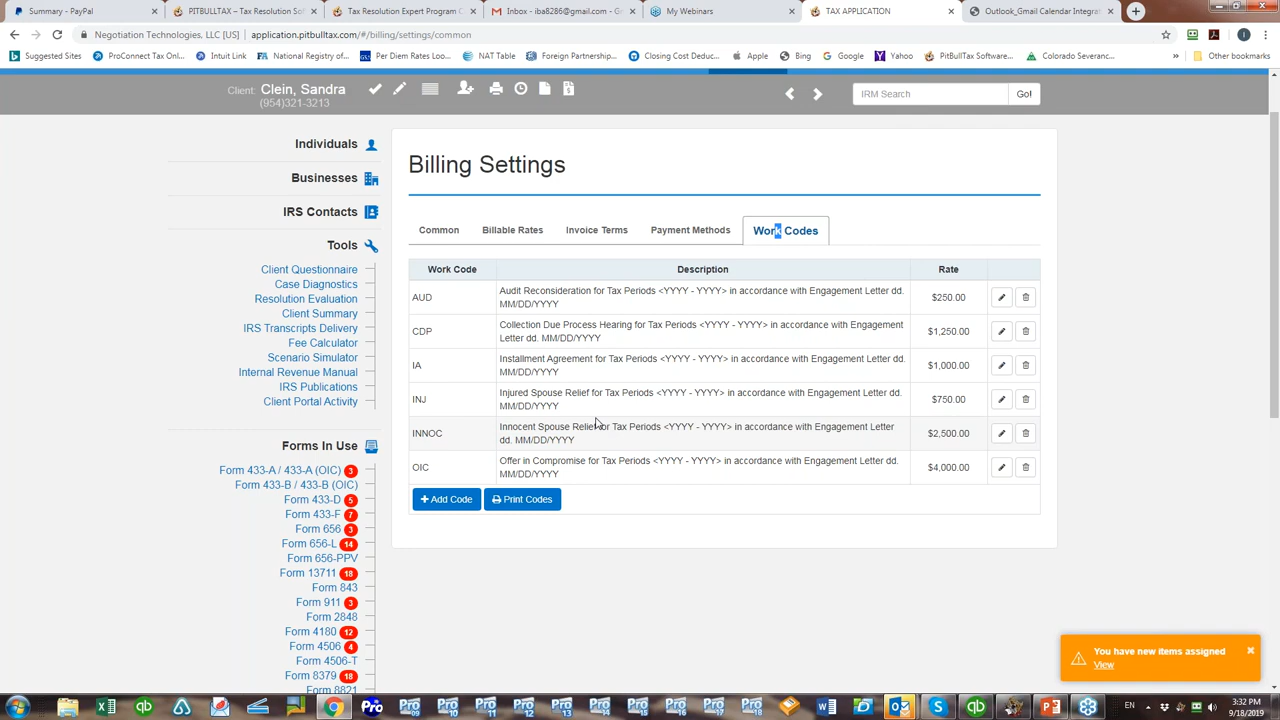 Summary - PayPal
PITBULLTAX – Tax Resolution Sof
Tax Resolution Expert Program C
Inbox - iba8286@gmail.com - G
My Webinars
TAX APPLICATION
Outlook_Gmail Calendar Integrat
Negotiation Technologies, LLC [US]
application.pitbulltax.com/#/billing/settings/common
Suggested Sites
ProConnect Tax Onl...
Intuit Link
National Registry of...
Per Diem Rates Loo...
NAT Table
Foreign Partnership...
Closing Cost Deduc...
Apple
Bing
Google
Yahoo
PitBullTax Software...
Colorado Severanc...
»
Other bookmarks
Client: Clein, Sandra
(954)321-3213
IRM Search
Go!
Individuals
Businesses
IRS Contacts
Tools
Client Questionnaire
Case Diagnostics
Resolution Evaluation
Client Summary
IRS Transcripts Delivery
Fee Calculator
Scenario Simulator
Internal Revenue Manual
IRS Publications
Client Portal Activity
Forms In Use
Form 433-A / 433-A (OIC) 3
Form 433-B / 433-B (OIC)
Form 433-D 5
Form 433-F 7
Form 656 3
Form 656-L 14
Form 656-PPV
Form 13711 18
Form 843
Form 911 3
Form 2848
Form 4180 12
Form 4506 4
Form 4506-T
Form 8379 18
Form 8821
Billing Settings
Common
Billable Rates
Invoice Terms
Payment Methods
Work Codes
Work Code
Description
Rate
AUD
Audit Reconsideration for Tax Periods <YYYY - YYYY> in accordance with Engagement Letter dd.
MM/DD/YYYY
$250.00
CDP
Collection Due Process Hearing for Tax Periods <YYYY - YYYY> in accordance with Engagement
Letter dd. MM/DD/YYYY
$1,250.00
IA
Installment Agreement for Tax Periods <YYYY - YYYY> in accordance with Engagement Letter dd.
MM/DD/YYYY
$1,000.00
INJ
Injured Spouse Relief for Tax Periods <YYYY - YYYY> in accordance with Engagement Letter dd.
MM/DD/YYYY
$750.00
INNOC
Innocent Spouse Relief for Tax Periods <YYYY - YYYY> in accordance with Engagement Letter
dd. MM/DD/YYYY
$2,500.00
OIC
Offer in Compromise for Tax Periods <YYYY - YYYY> in accordance with Engagement Letter dd.
MM/DD/YYYY
$4,000.00
+ Add Code
Print Codes
You have new items assigned
View
EN
3:32 PM
9/18/2019